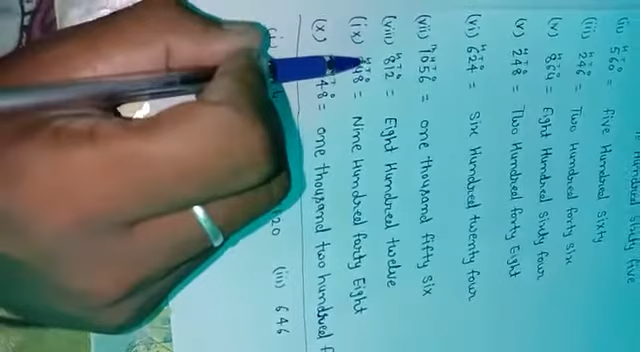 Hundred Sixty five
(ii) 560 = five Hundred Sixty
(iii) 246 = Two Hundred forty six
(iv) 864 = Eight Hundred Sixty four
(v) 248 = Two Hundred forty Eight
(vi) 624 = Six Hundred twenty four
(vii) 1056 = one thousand fifty six
(viii) 812 = Eight Hundred twelve
(ix) 948 = Nine Hundred forty Eight
(x) 48 = one thousand two hundred f
20 (iii) 646